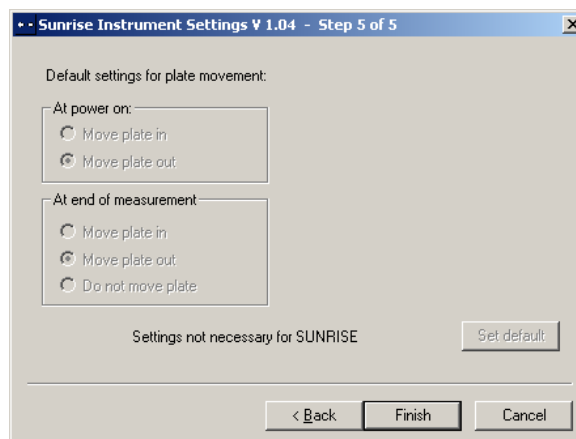 Sunrise Instrument Settings V 1.04 - Step 5 of 5
Default settings for plate movement:
At power on:
Move plate in
Move plate out
At end of measurement
Move plate in
Move plate out
Do not move plate
Settings not necessary for SUNRISE
Set default
< Back
Finish
Cancel